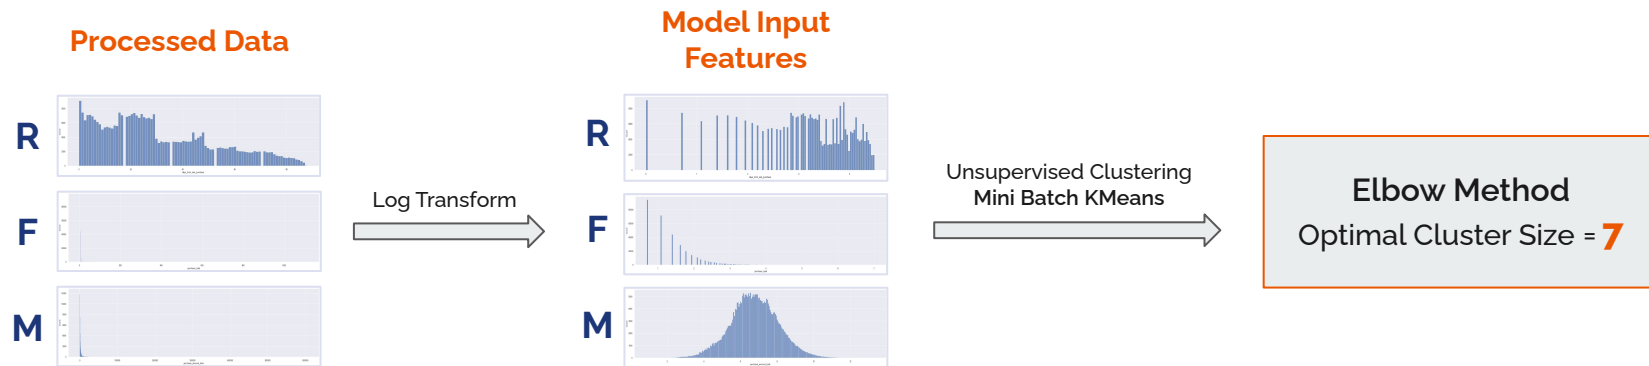 Processed Data
R
F
M
Log Transform
Model Input
Features
R
F
M
Unsupervised Clustering
Mini Batch KMeans
Elbow Method
Optimal Cluster Size = 7